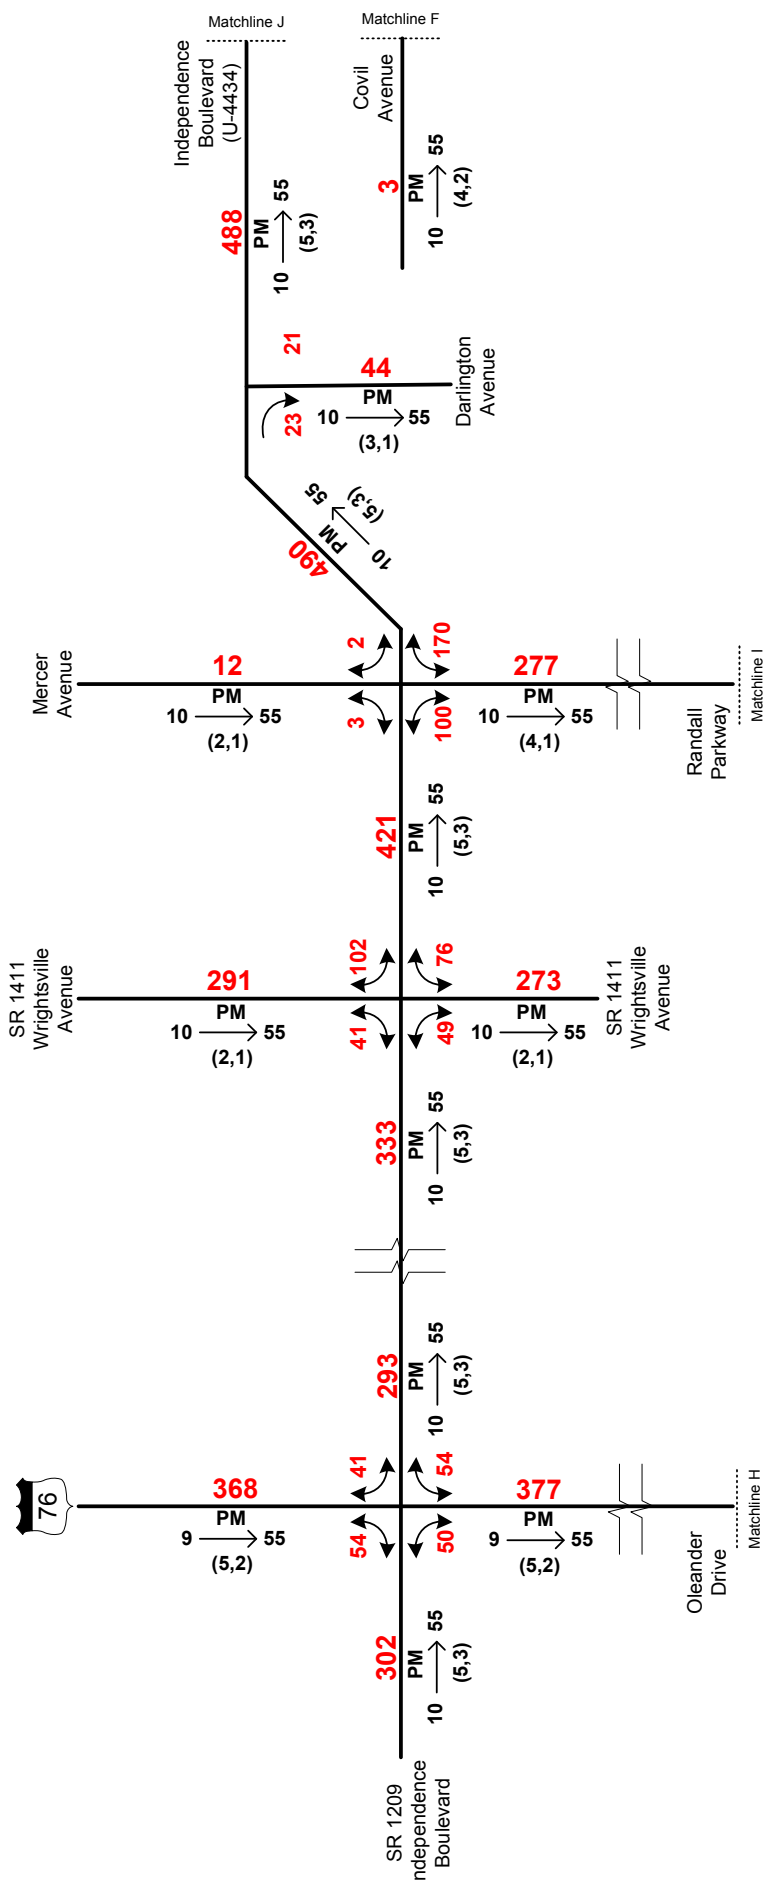 Matchline J
Matchline F
Independence
Boulevard
(U-4434)
Covil
Avenue
488
PM
10 55
(5,3)
3
PM
10 55
(4,2)
21
44
PM
10 55
(3,1)
23
Darlington
Avenue
490
PM
10 55
(5,3)
Mercer
Avenue
12
PM
10 55
(2,1)
2
170
3
100
277
PM
10 55
(4,1)
Randall
Parkway
Matchline I
421
PM
10 55
(5,3)
SR 1411
Wrightsville
Avenue
291
PM
10 55
(2,1)
102
76
41
49
273
PM
10 55
(2,1)
SR 1411
Wrightsville
Avenue
333
PM
10 55
(5,3)
293
PM
10 55
(5,3)
76
368
PM
9 55
(5,2)
41
54
54
50
377
PM
9 55
(5,2)
Oleander
Drive
Matchline H
302
PM
10 55
(5,3)
SR 1209
ndependence
Boulevard